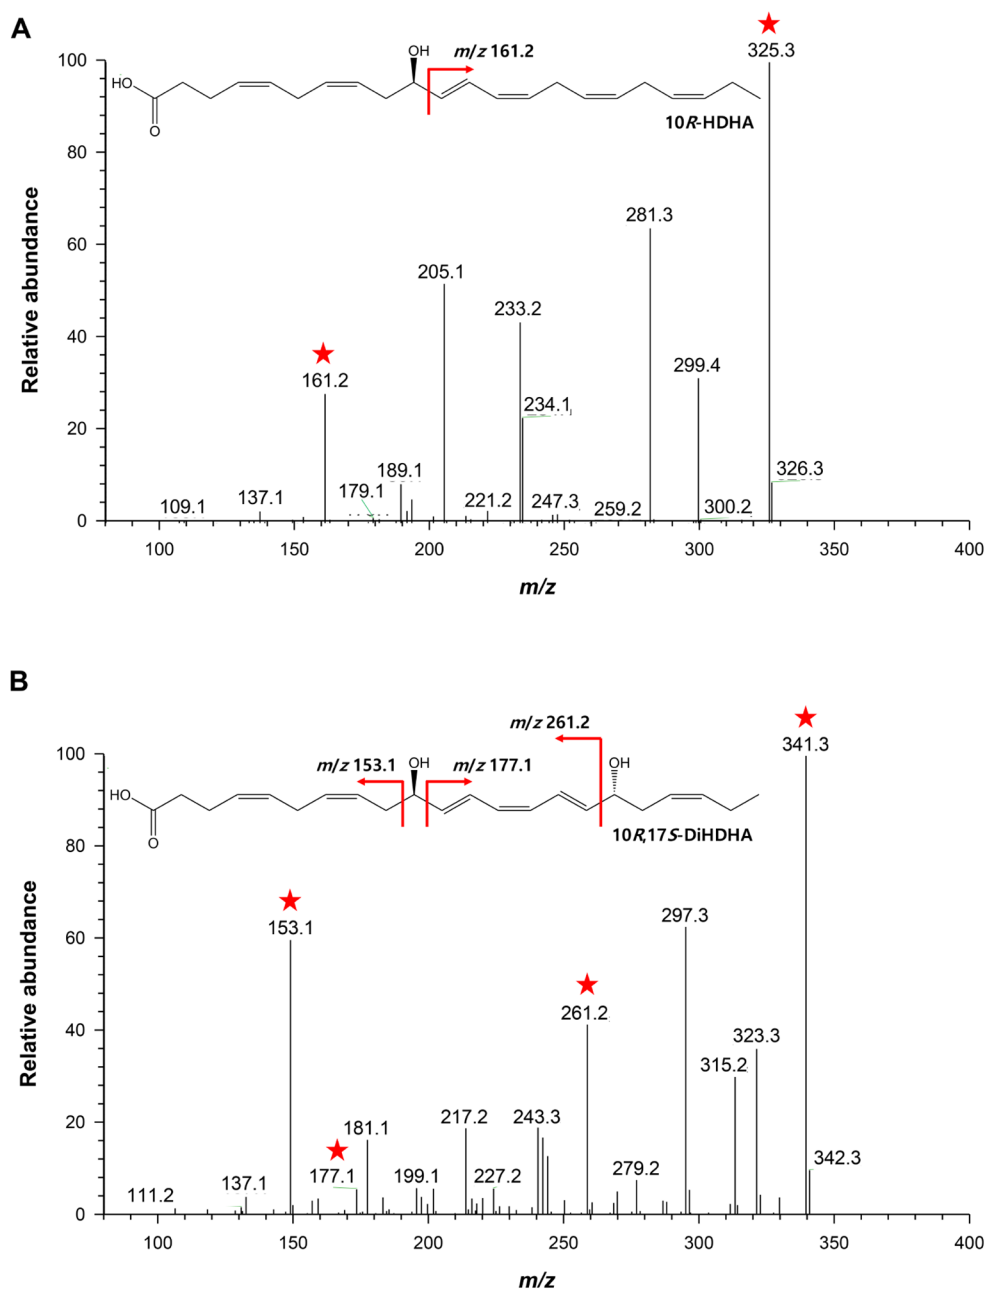 A
OH
m/z 161.2
325.3
100
HO
O
10R-HDHA
80
281.3
60
205.1
233.2
40
161.2
299.4
234.1
20
189.1
326.3
179.1
137.1
221.2
247.3
109.1
259.2
300.2
0
100 150 200 250 300 350 400
Relative abundance
m/z
B
m/z 261.2
341.3
OH
m/z 153.1
m/z 177.1
OH
100
HO
O
10R,17S-DiHDHA
80
153.1
297.3
60
261.2
40
323.3
315.2
217.2
243.3
20
181.1
342.3
177.1
199.1
227.2
279.2
137.1
111.2
0
100 150 200 250 300 350 400
Relative abundance
m/z